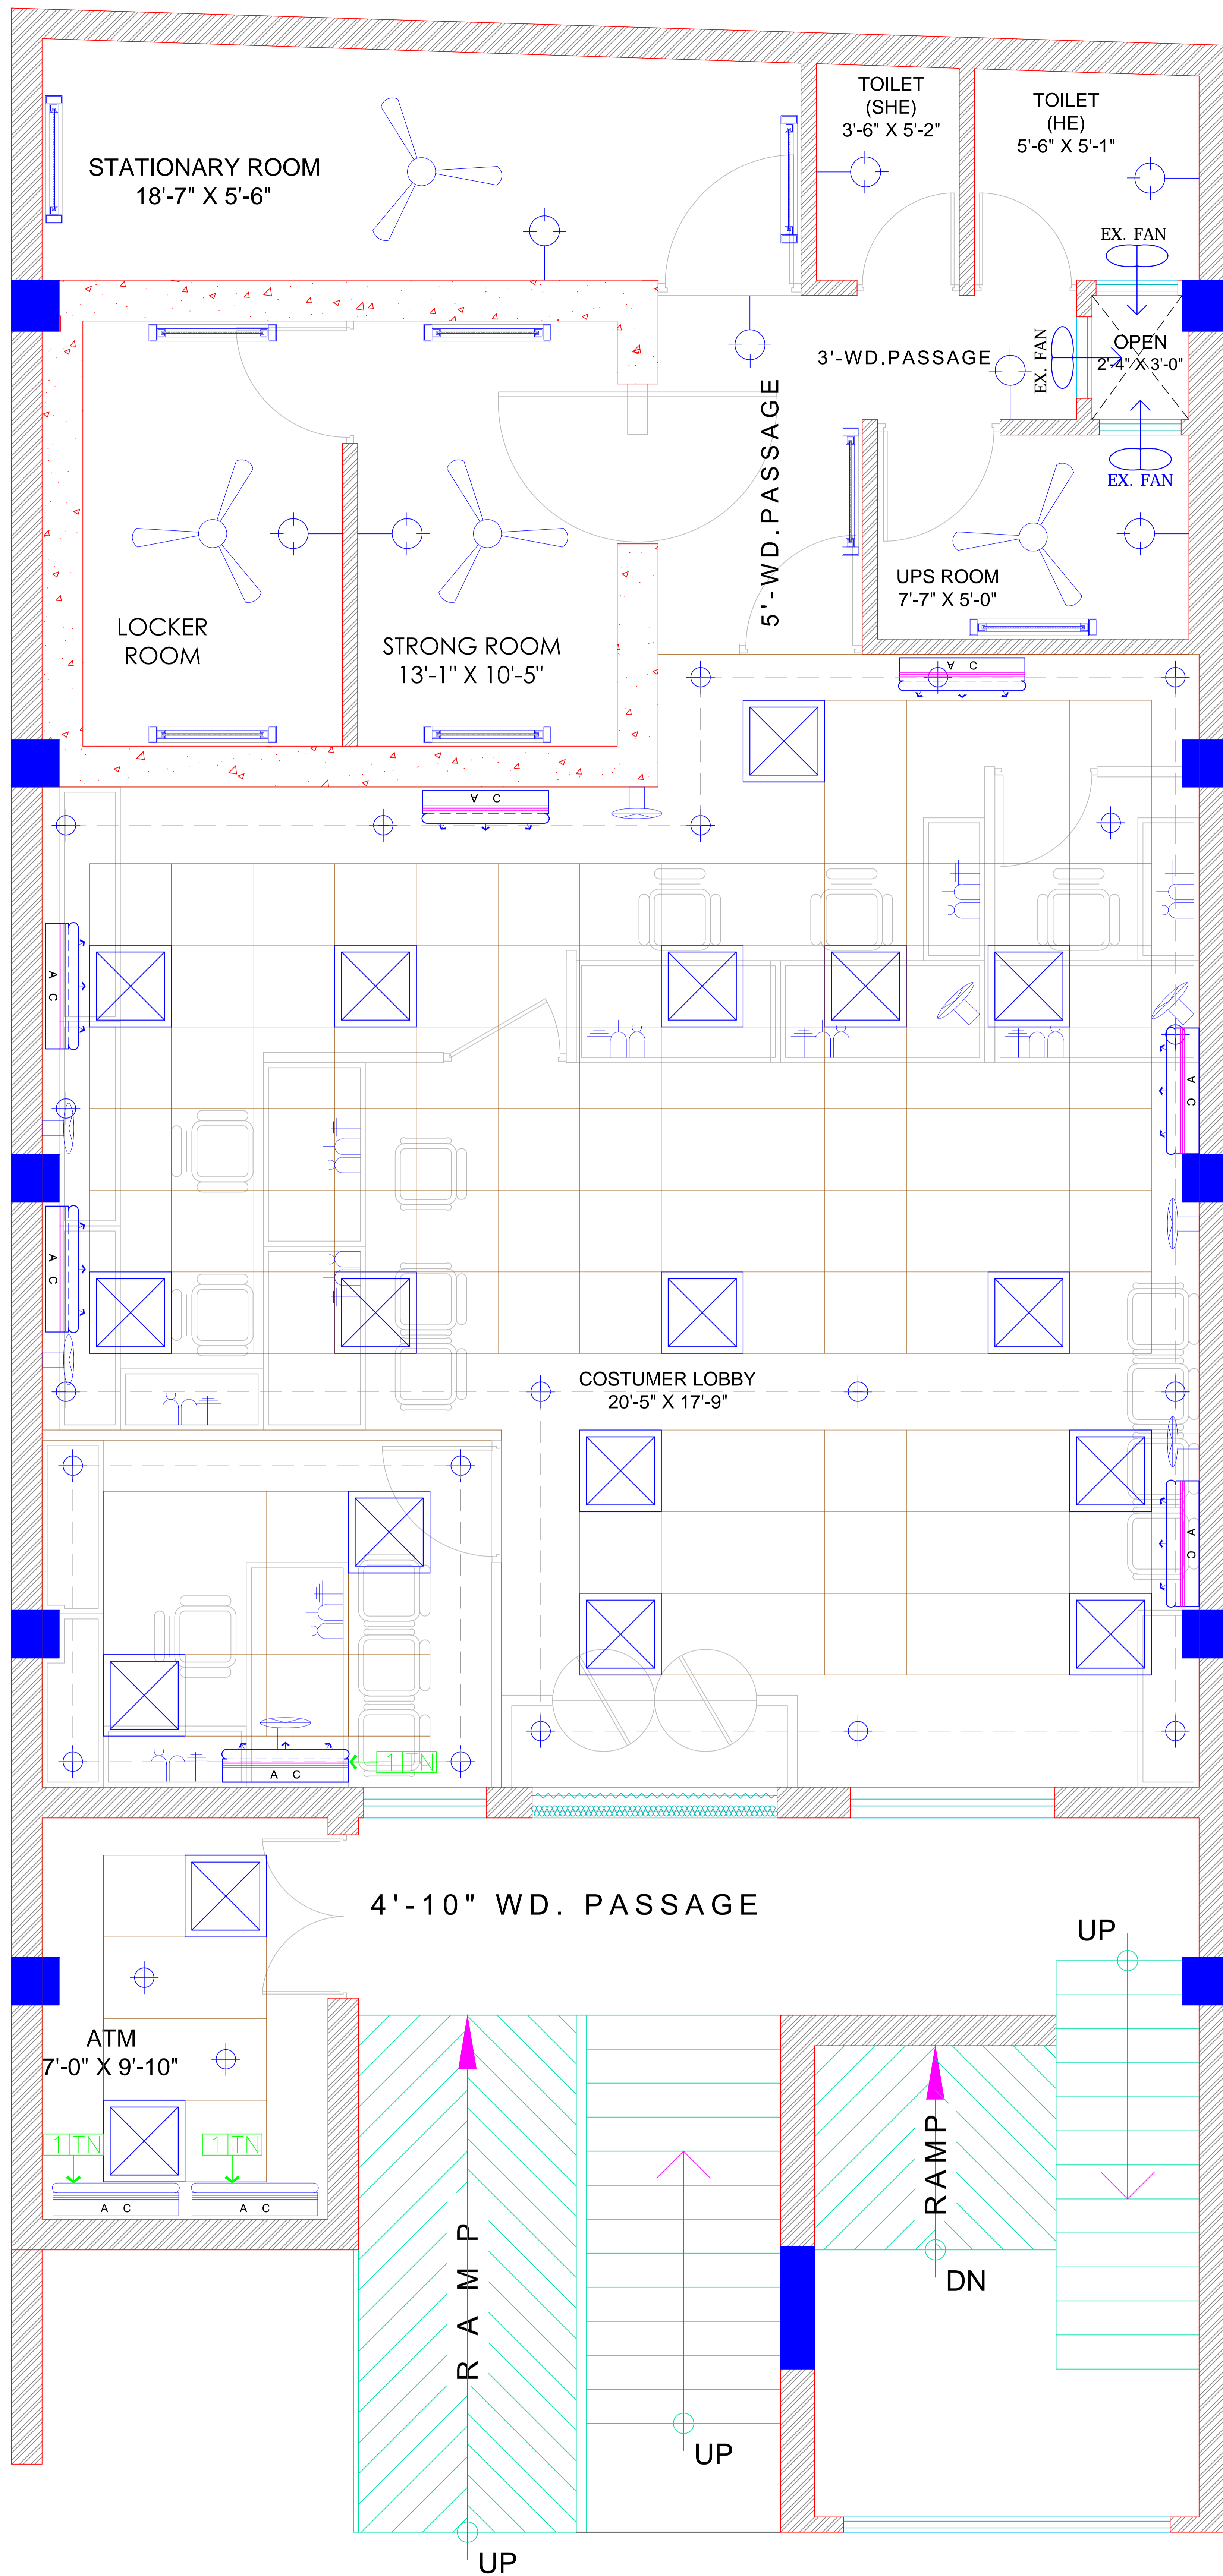 STATIONARY ROOM
18'-7" X 5'-6"
TOILET
(SHE)
3'-6" X 5'-2"
TOILET
(HE)
5'-6" X 5'-1"
EX. FAN
EX. FAN
OPEN
2'-4" X 3'-0"
3'-WD.PASSAGE
5'-WD.PASSAGE
EX. FAN
UPS ROOM
7'-7" X 5'-0"
LOCKER
ROOM
STRONG ROOM
13'-1" X 10'-5"
A C
A C
A C
A C
A C
COSTUMER LOBBY
20'-5" X 17'-9"
A C
1 TN
A C
4'-10" WD. PASSAGE
UP
ATM
7'-0" X 9'-10"
1 TN
1 TN
A C
A C
RAMP
RAMP
DN
UP
UP